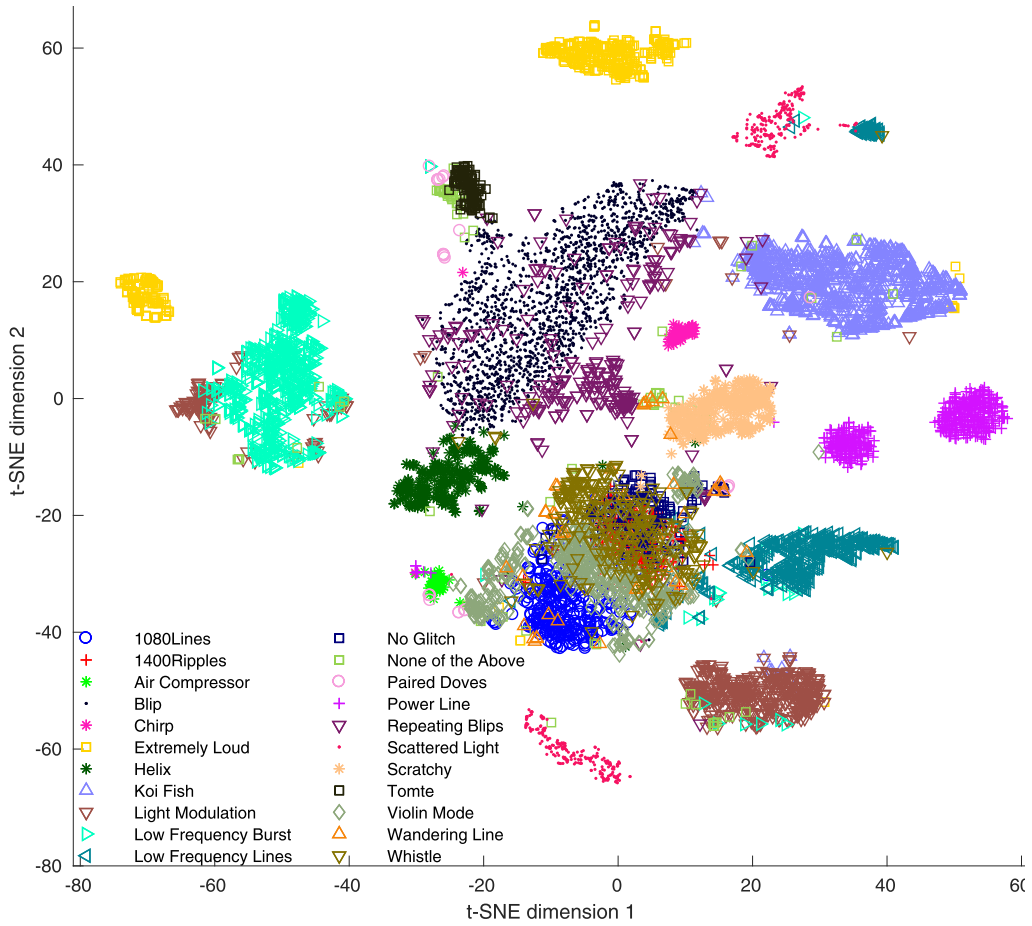 60
40
20
0
-20
-40
-60
-80
t-SNE dimension 2
1080Lines
1400Ripples
Air Compressor
Blip
Chirp
Extremely Loud
Helix
Koi Fish
Light Modulation
Low Frequency Burst
Low Frequency Lines
No Glitch
None of the Above
Paired Doves
Power Line
Repeating Blips
Scattered Light
Scratchy
Tomte
Violin Mode
Wandering Line
Whistle
-80 -60 -40 -20 0 20 40 60
t-SNE dimension 1